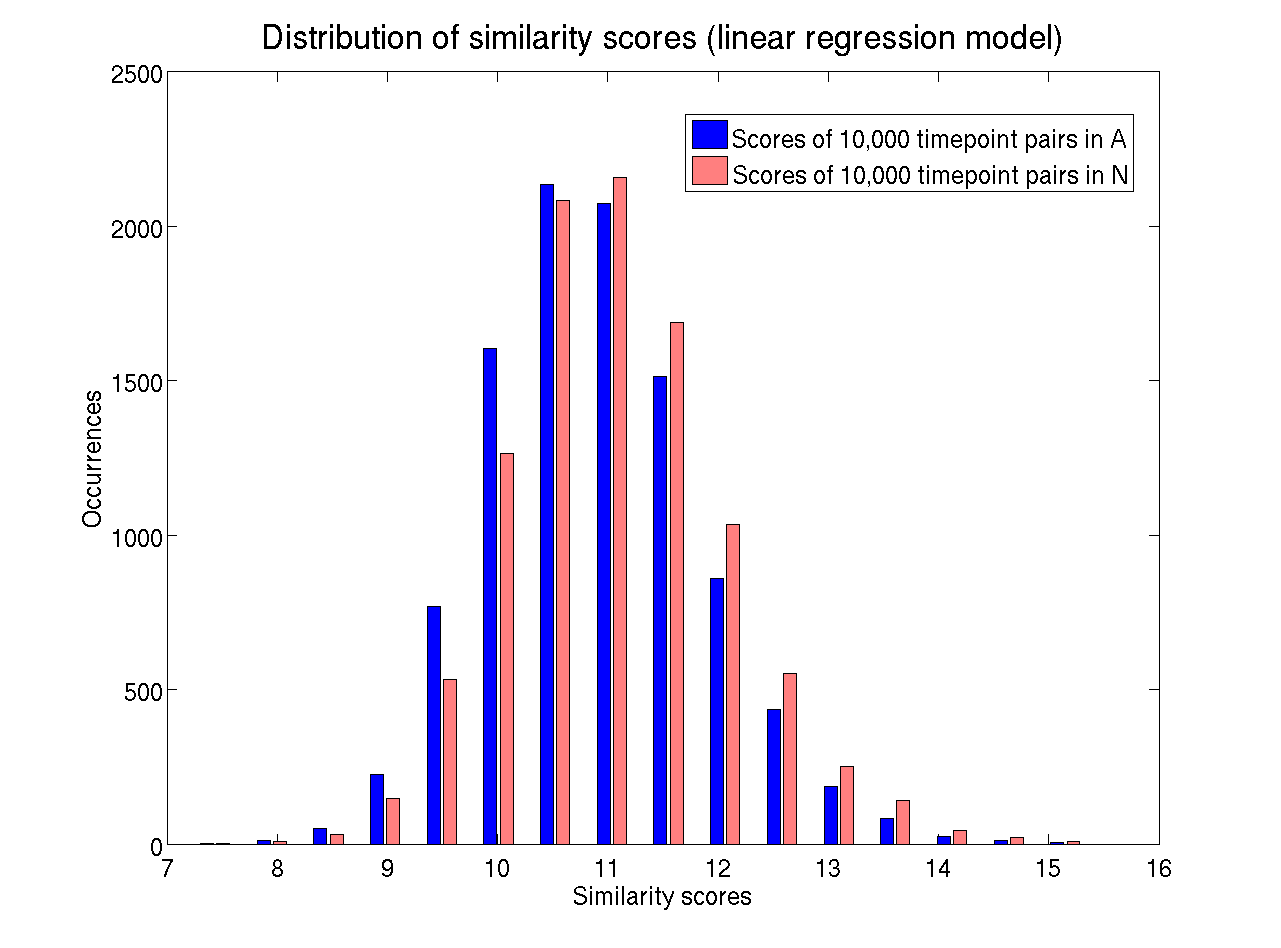 Distribution of similarity scores (linear regression model)
2500
2000
1500
1000
500
0
Occurrences
Scores of 10,000 timepoint pairs in A
Scores of 10,000 timepoint pairs in N
7 8 9 10 11 12 13 14 15 16
Similarity scores